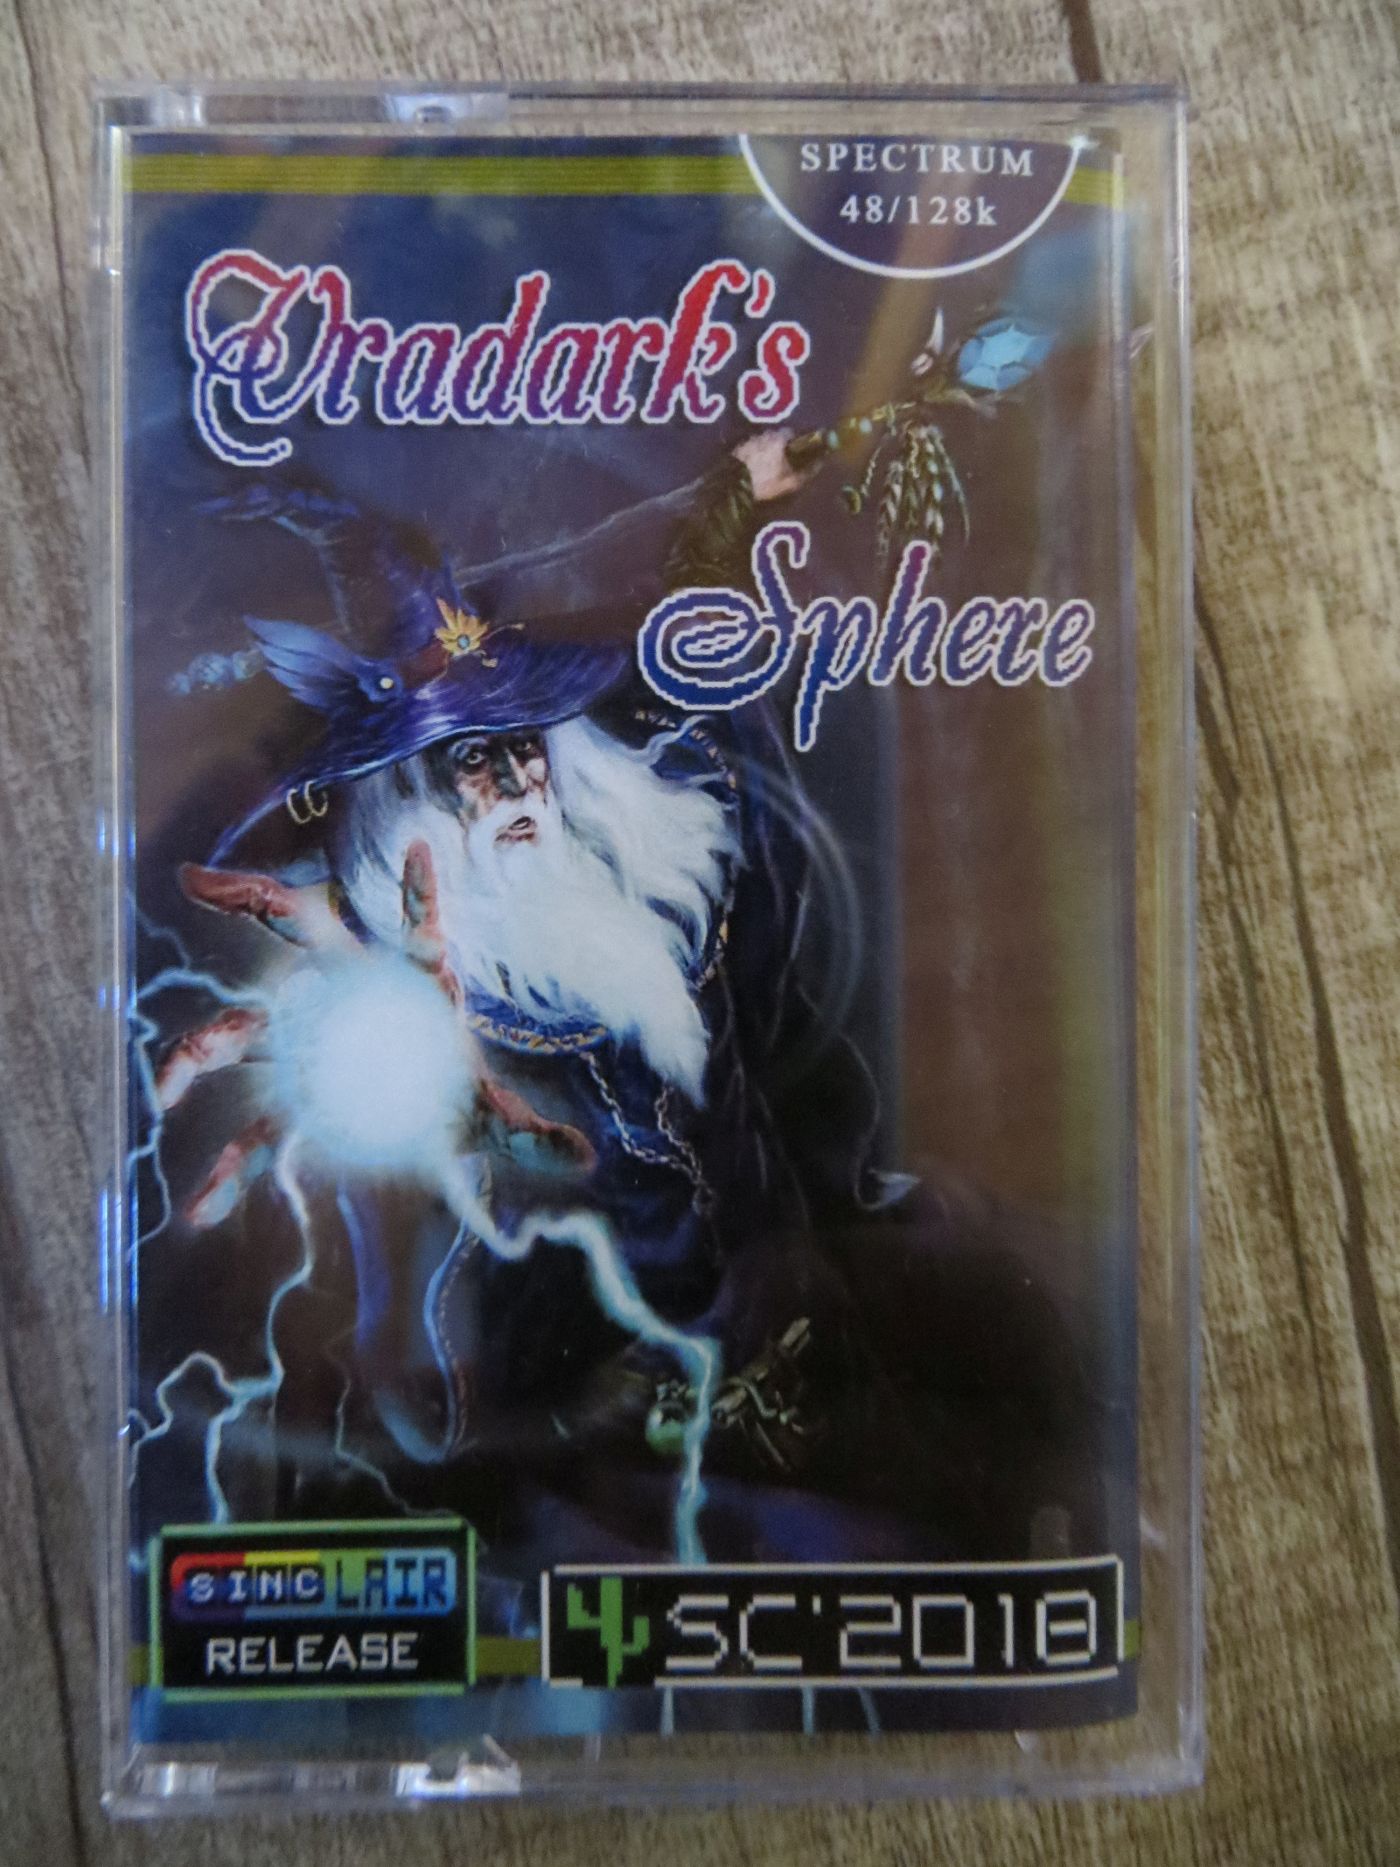 SPECTRUM
48/128k
Vradark's
Sphere
SINCLAIR
RELEASE
SC'2018